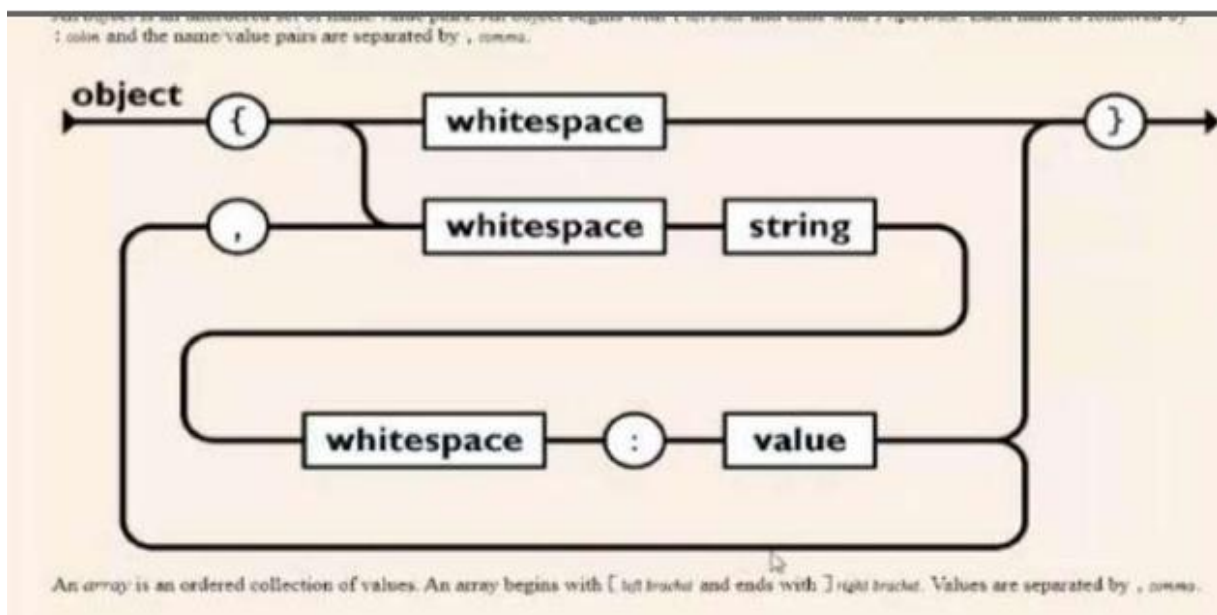 : colon and the name/value pairs are separated by , comma.
object
{ whitespace }
, whitespace string
whitespace : value
An array is an ordered collection of values. An array begins with [ left bracket and ends with ] right bracket. Values are separated by , comma.